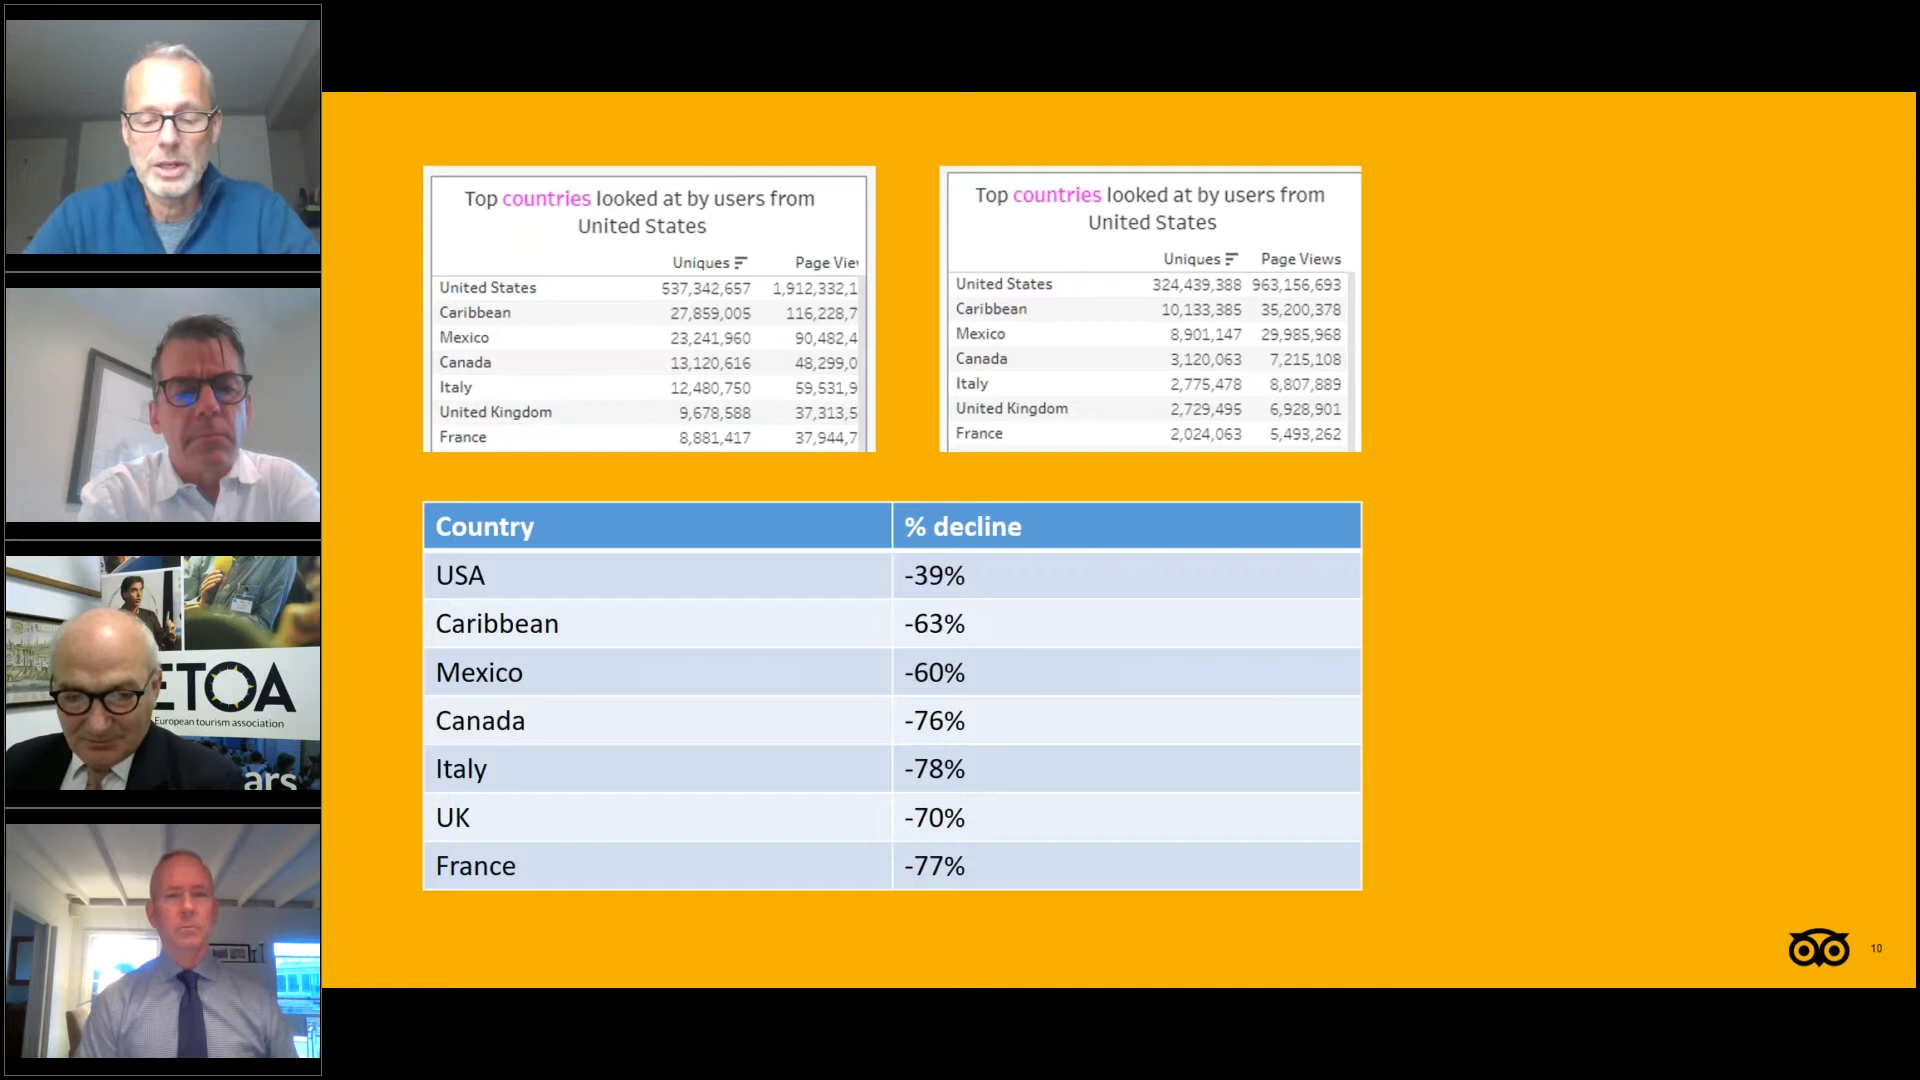 ETOA
European tourism association
ars
Top countries looked at by users from
United States
Uniques Page Vie
United States 537,342,657 1,912,332,1
Caribbean 27,859,005 116,228,7
Mexico 23,241,960 90,482,4
Canada 13,120,616 48,299,0
Italy 12,480,750 59,531,9
United Kingdom 9,678,588 37,313,5
France 8,881,417 37,944,7
Top countries looked at by users from
United States
Uniques Page Views
United States 324,439,388 963,156,693
Caribbean 10,133,385 35,200,378
Mexico 8,901,147 29,985,968
Canada 3,120,063 7,215,108
Italy 2,775,478 8,807,889
United Kingdom 2,729,495 6,928,901
France 2,024,063 5,493,262
Country % decline
USA -39%
Caribbean -63%
Mexico -60%
Canada -76%
Italy -78%
UK -70%
France -77%
10